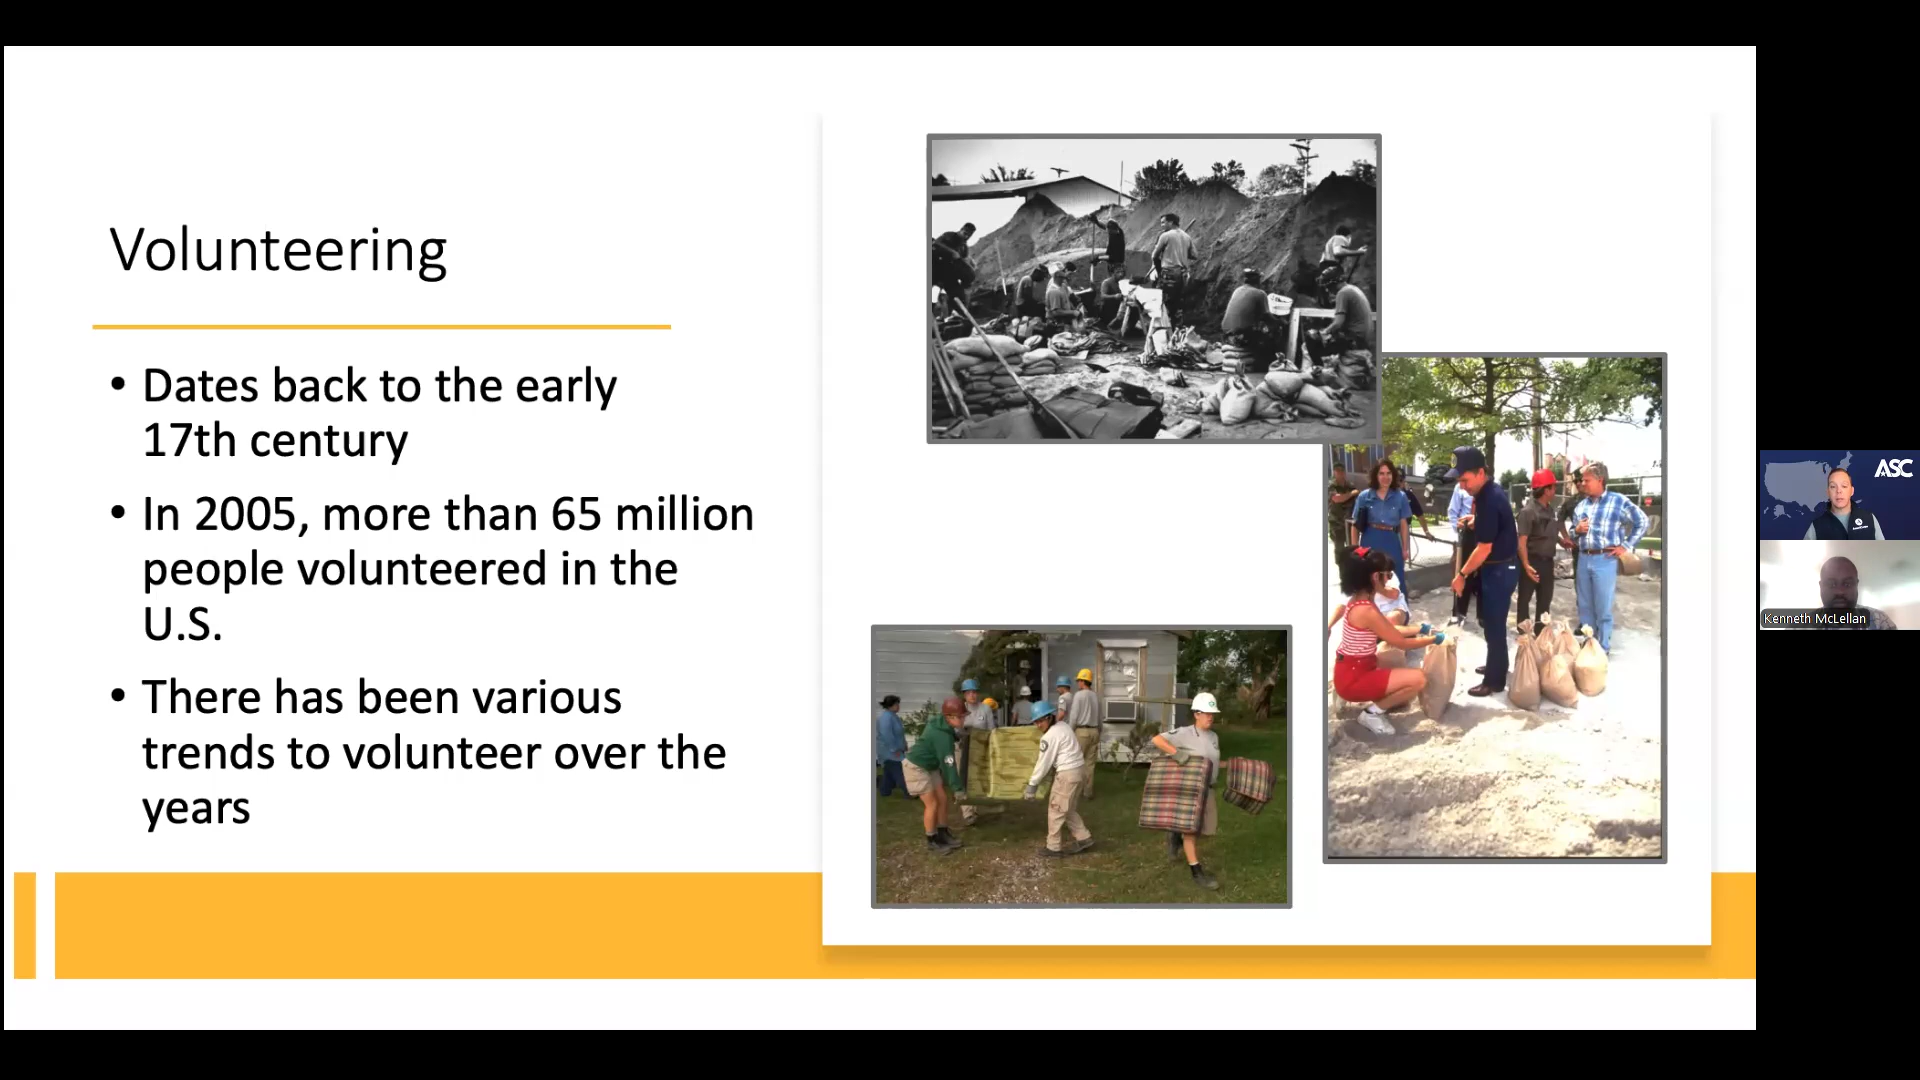 Volunteering
• Dates back to the early
17th century
• In 2005, more than 65 million
people volunteered in the
U.S.
• There has been various
trends to volunteer over the
years
ASC
Kenneth McLellan